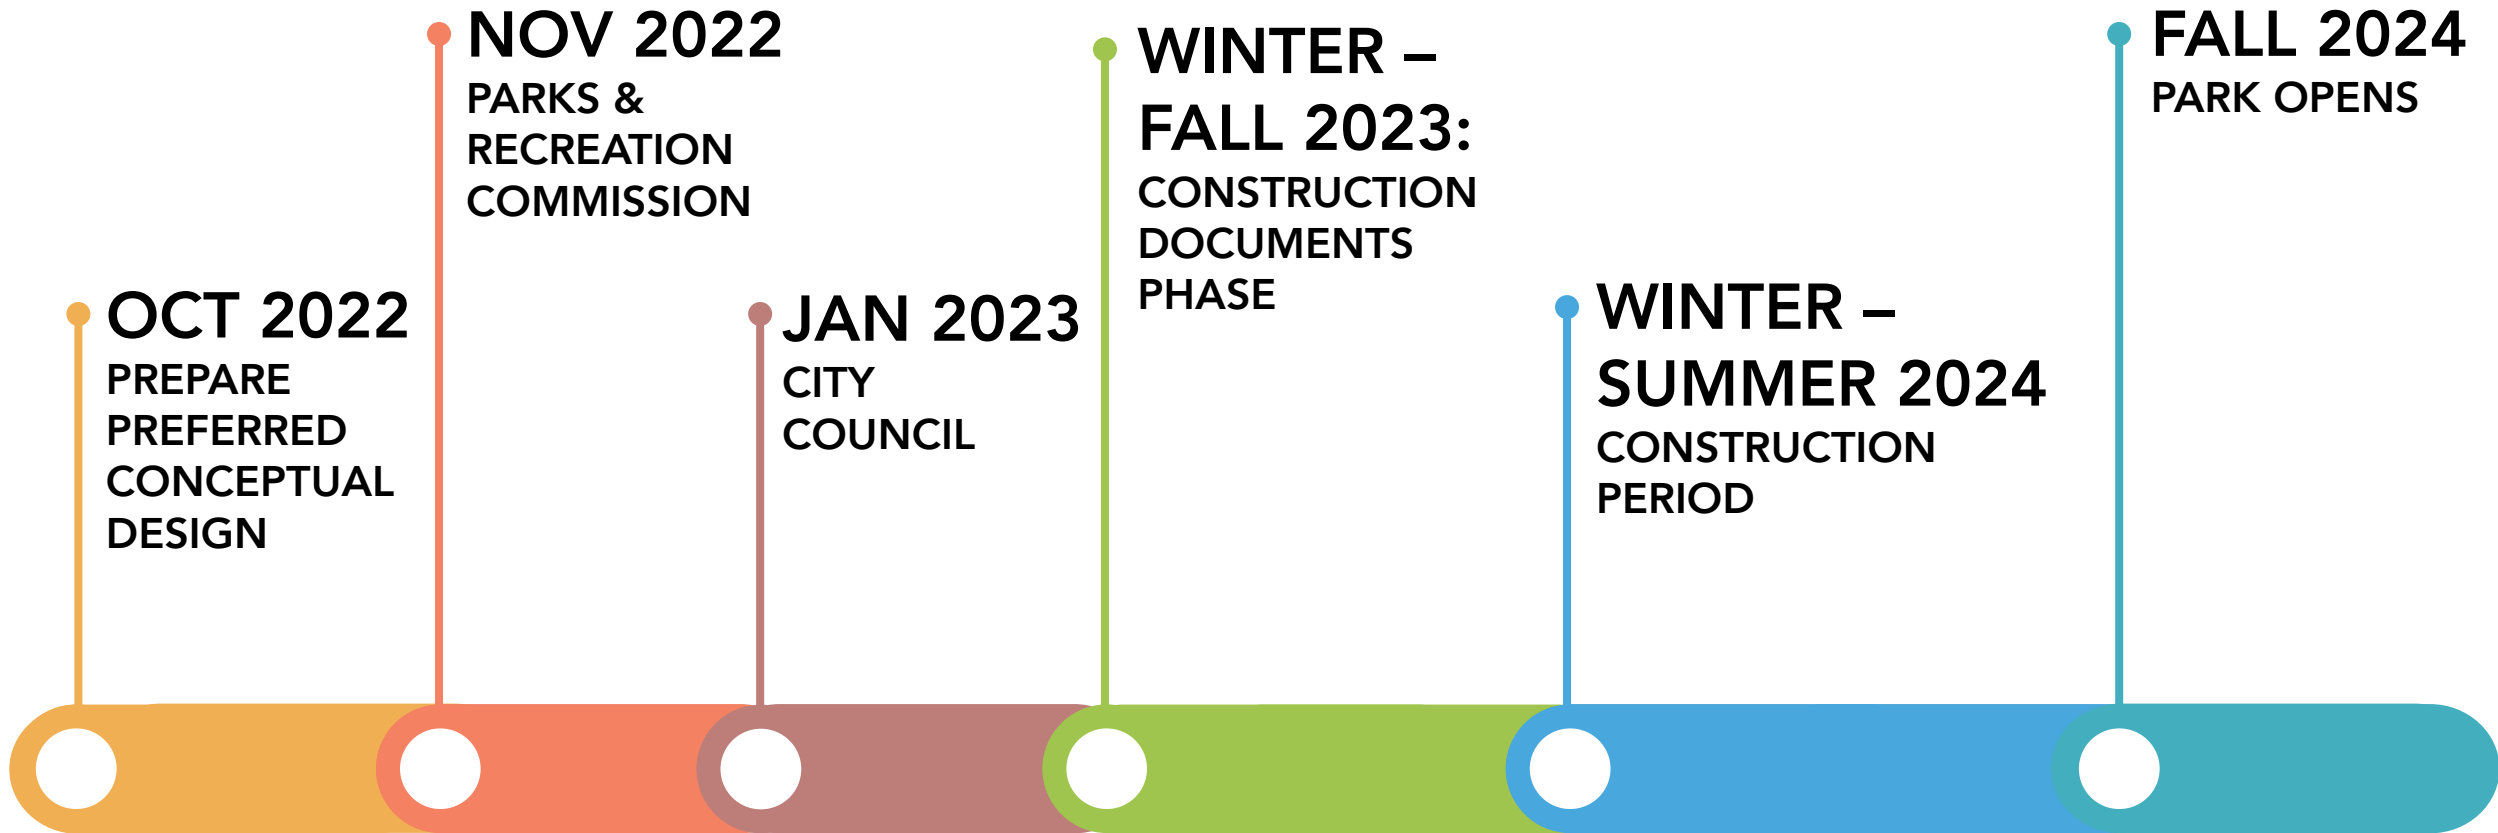 OCT 2022
PREPARE
PREFERRED
CONCEPTUAL
DESIGN
NOV 2022
PARKS &
RECREATION
COMMISSION
JAN 2023
CITY
COUNCIL
WINTER –
FALL 2023:
CONSTRUCTION
DOCUMENTS
PHASE
WINTER –
SUMMER 2024
CONSTRUCTION
PERIOD
FALL 2024
PARK OPENS